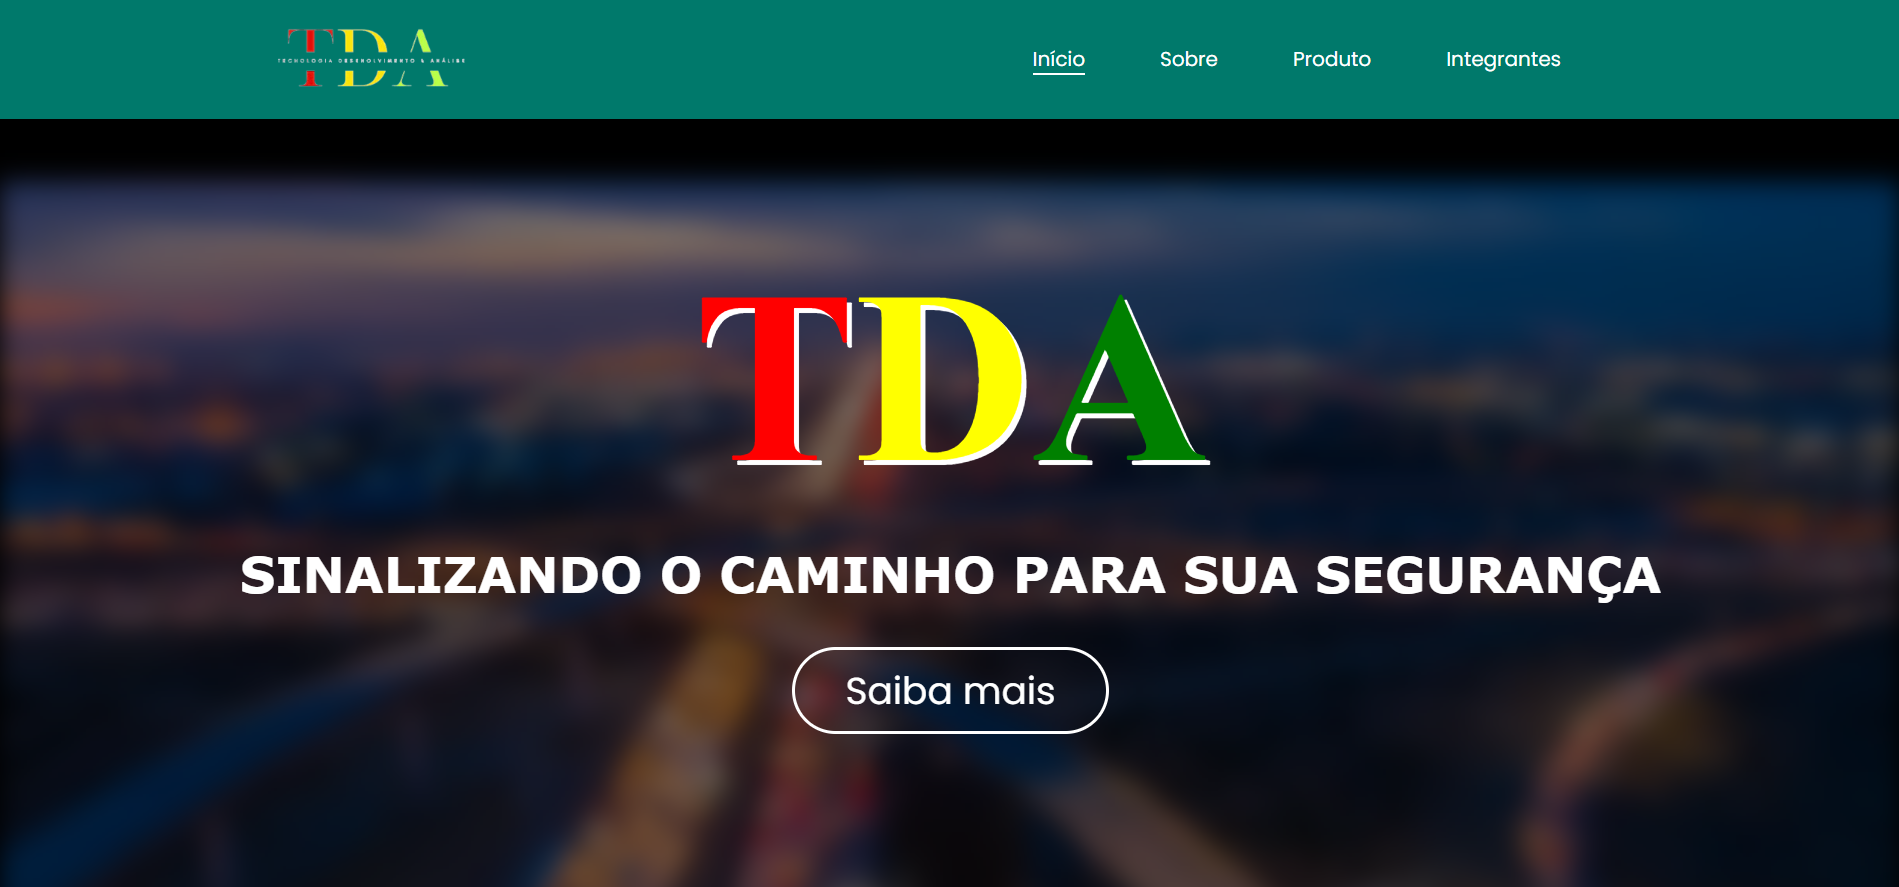 TDA
TECNOLOGIA DESENVOLVIMENTO & ANÁLISE
Início
Sobre
Produto
Integrantes
TDA
SINALIZANDO O CAMINHO PARA SUA SEGURANÇA
Saiba mais